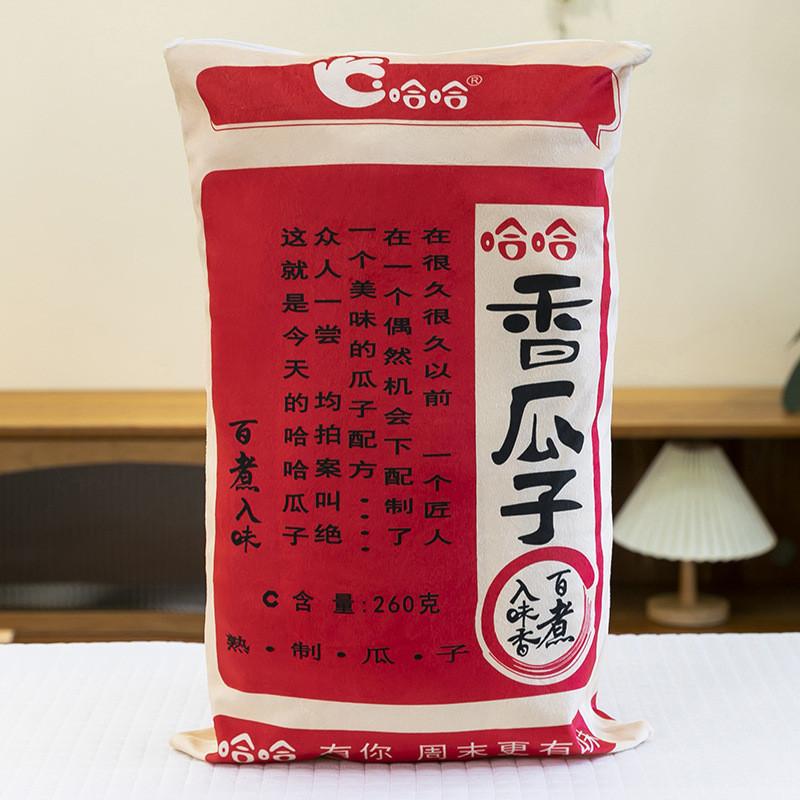 哈哈®
哈哈
香瓜子
百煮
入味香
在很久很久以前 一个匠人
在一个偶然机会下配制了
一个美味的瓜子配方····
众人一尝 均拍案叫绝
这就是今天的哈哈瓜子
百煮入味
C 含 量:260克
熟·制·瓜·子
哈哈 有你 周末更有味